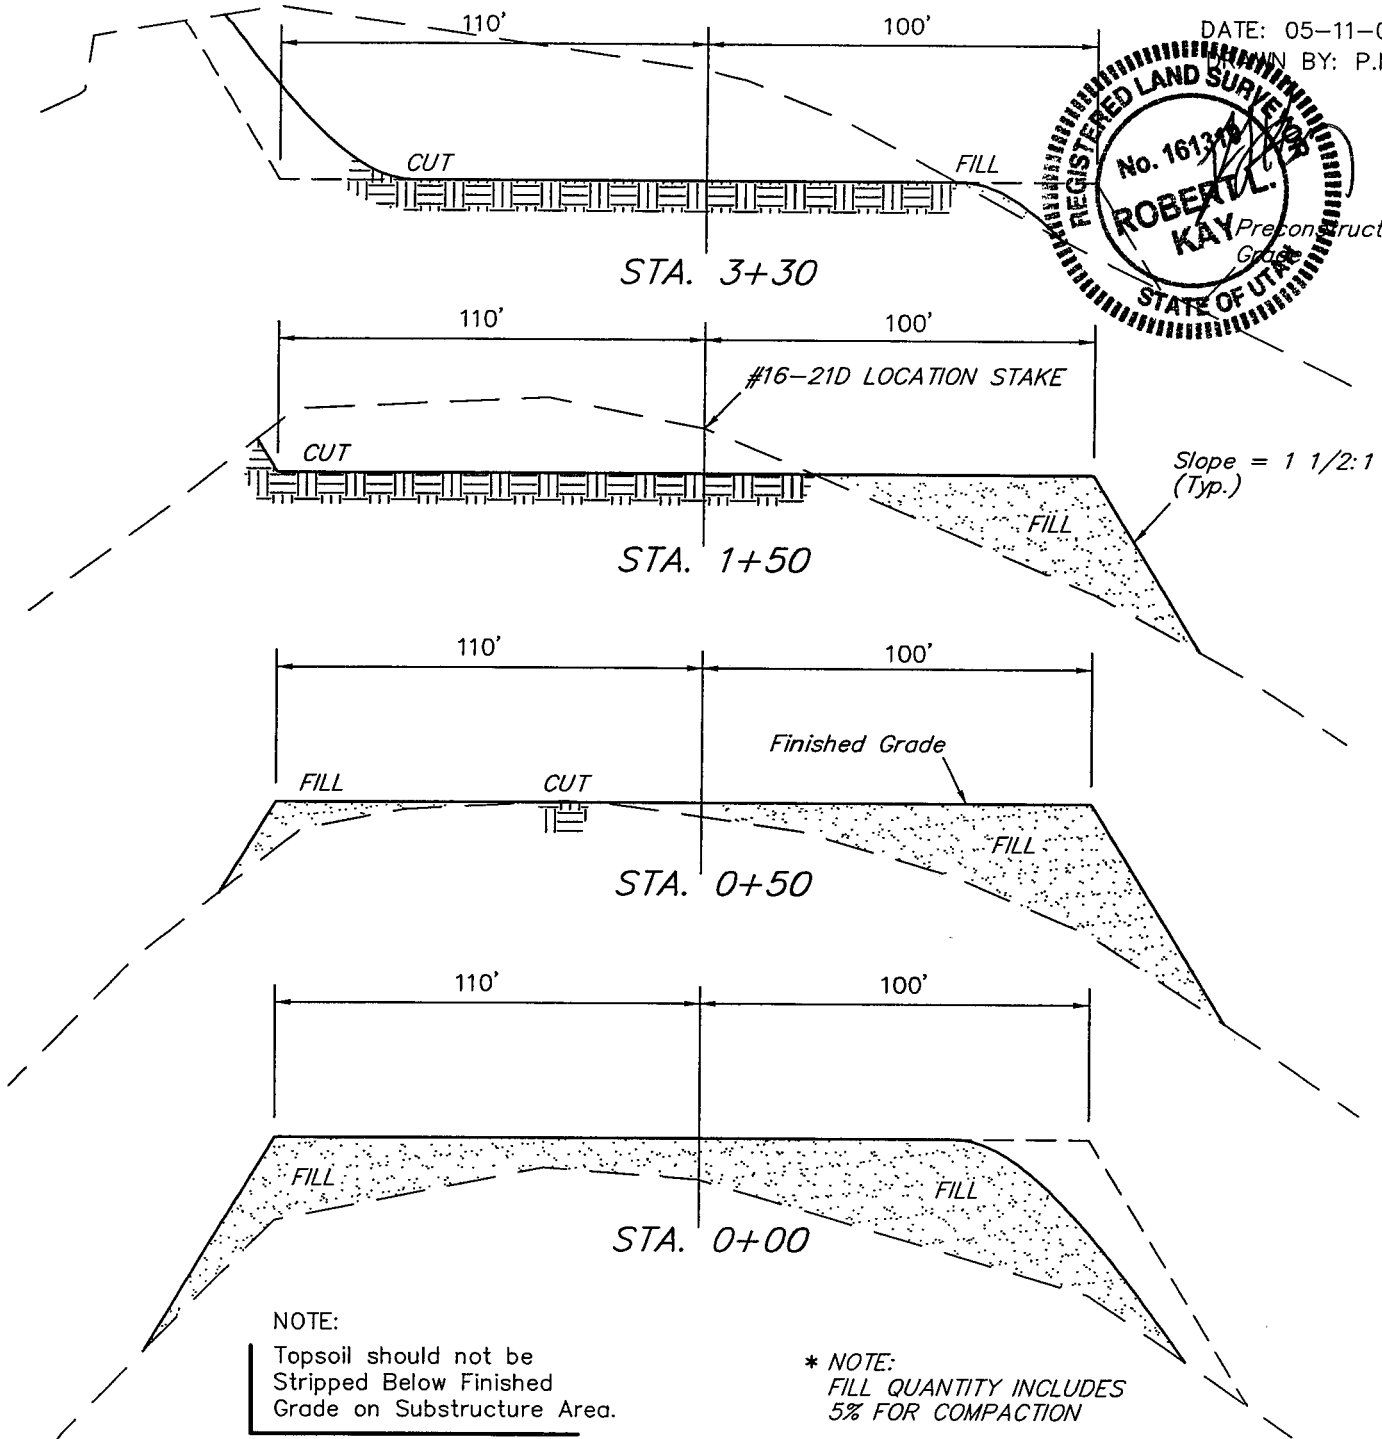 110'
100'
DATE: 05-11-0
DRAWN BY: P.
REGISTERED LAND SURVEYOR
No. 16131
ROBERT L.
KAY
STATE OF UTAH
CUT
FILL
Preconstruct
Grade
STA. 3+30
110'
100'
#16-21D LOCATION STAKE
CUT
Slope = 1 1/2:1
(Typ.)
FILL
STA. 1+50
110'
100'
Finished Grade
FILL
CUT
FILL
STA. 0+50
110'
100'
FILL
FILL
STA. 0+00
NOTE:
Topsoil should not be
Stripped Below Finished
Grade on Substructure Area.
* NOTE:
FILL QUANTITY INCLUDES
5% FOR COMPACTION